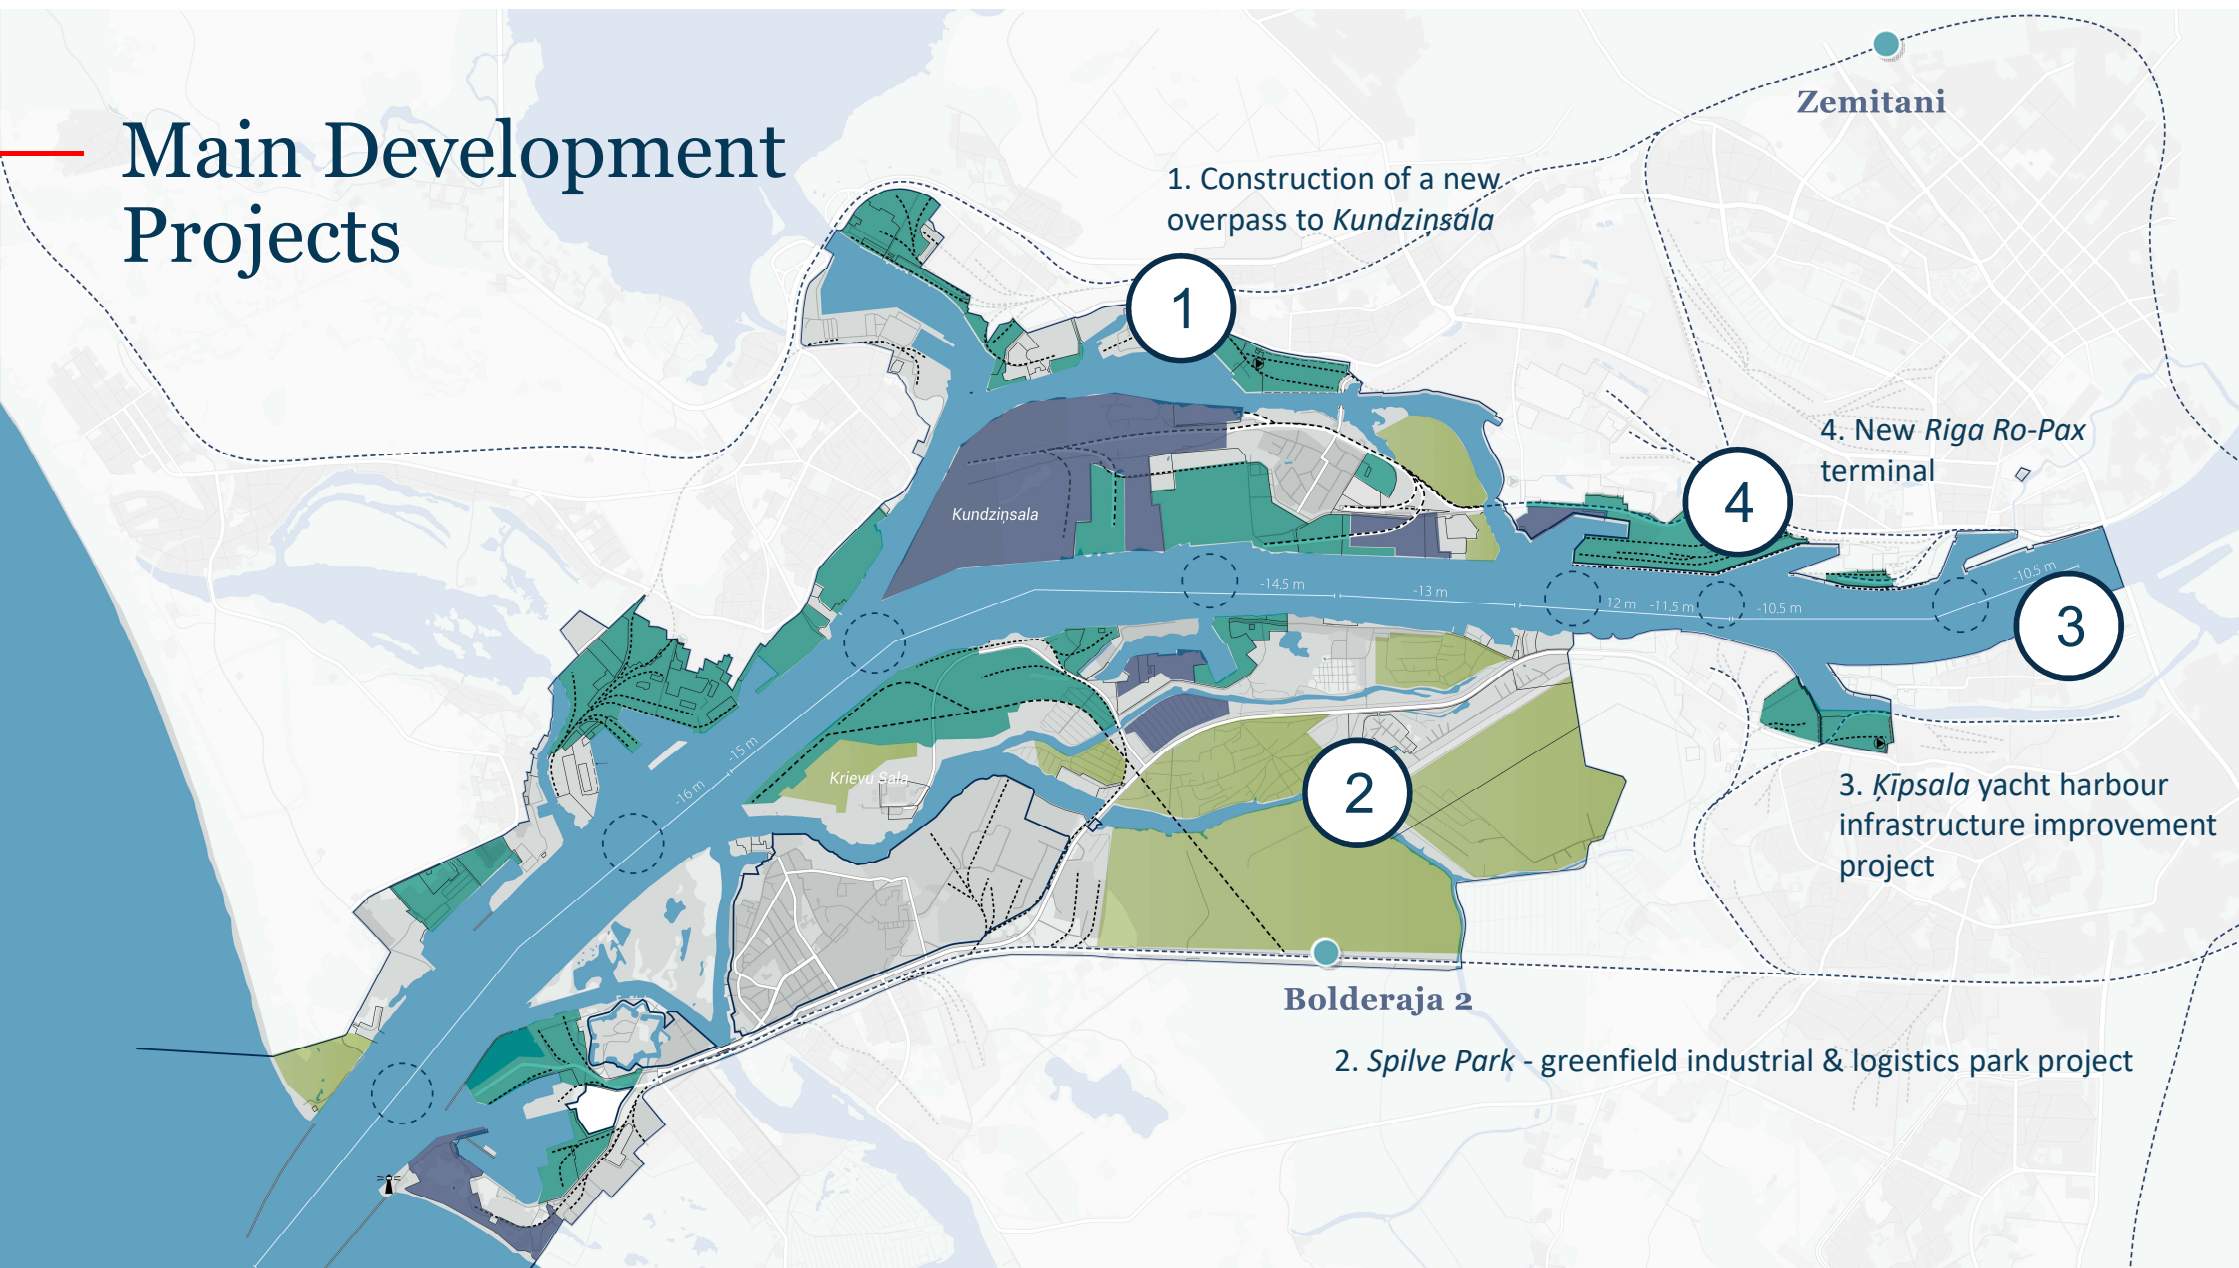 Main Development
Projects
Zemitani
1. Construction of a new
overpass to Kundzinsala
1
4. New Riga Ro-Pax
terminal
4
Kundziņsala
-14.5 m
-13 m
12 m
-11.5 m
-10.5 m
-10.5 m
3
-15 m
-16 m
Krievu Sala
2
3. Ķīpsala yacht harbour
infrastructure improvement
project
Bolderaja 2
2. Spilve Park - greenfield industrial & logistics park project